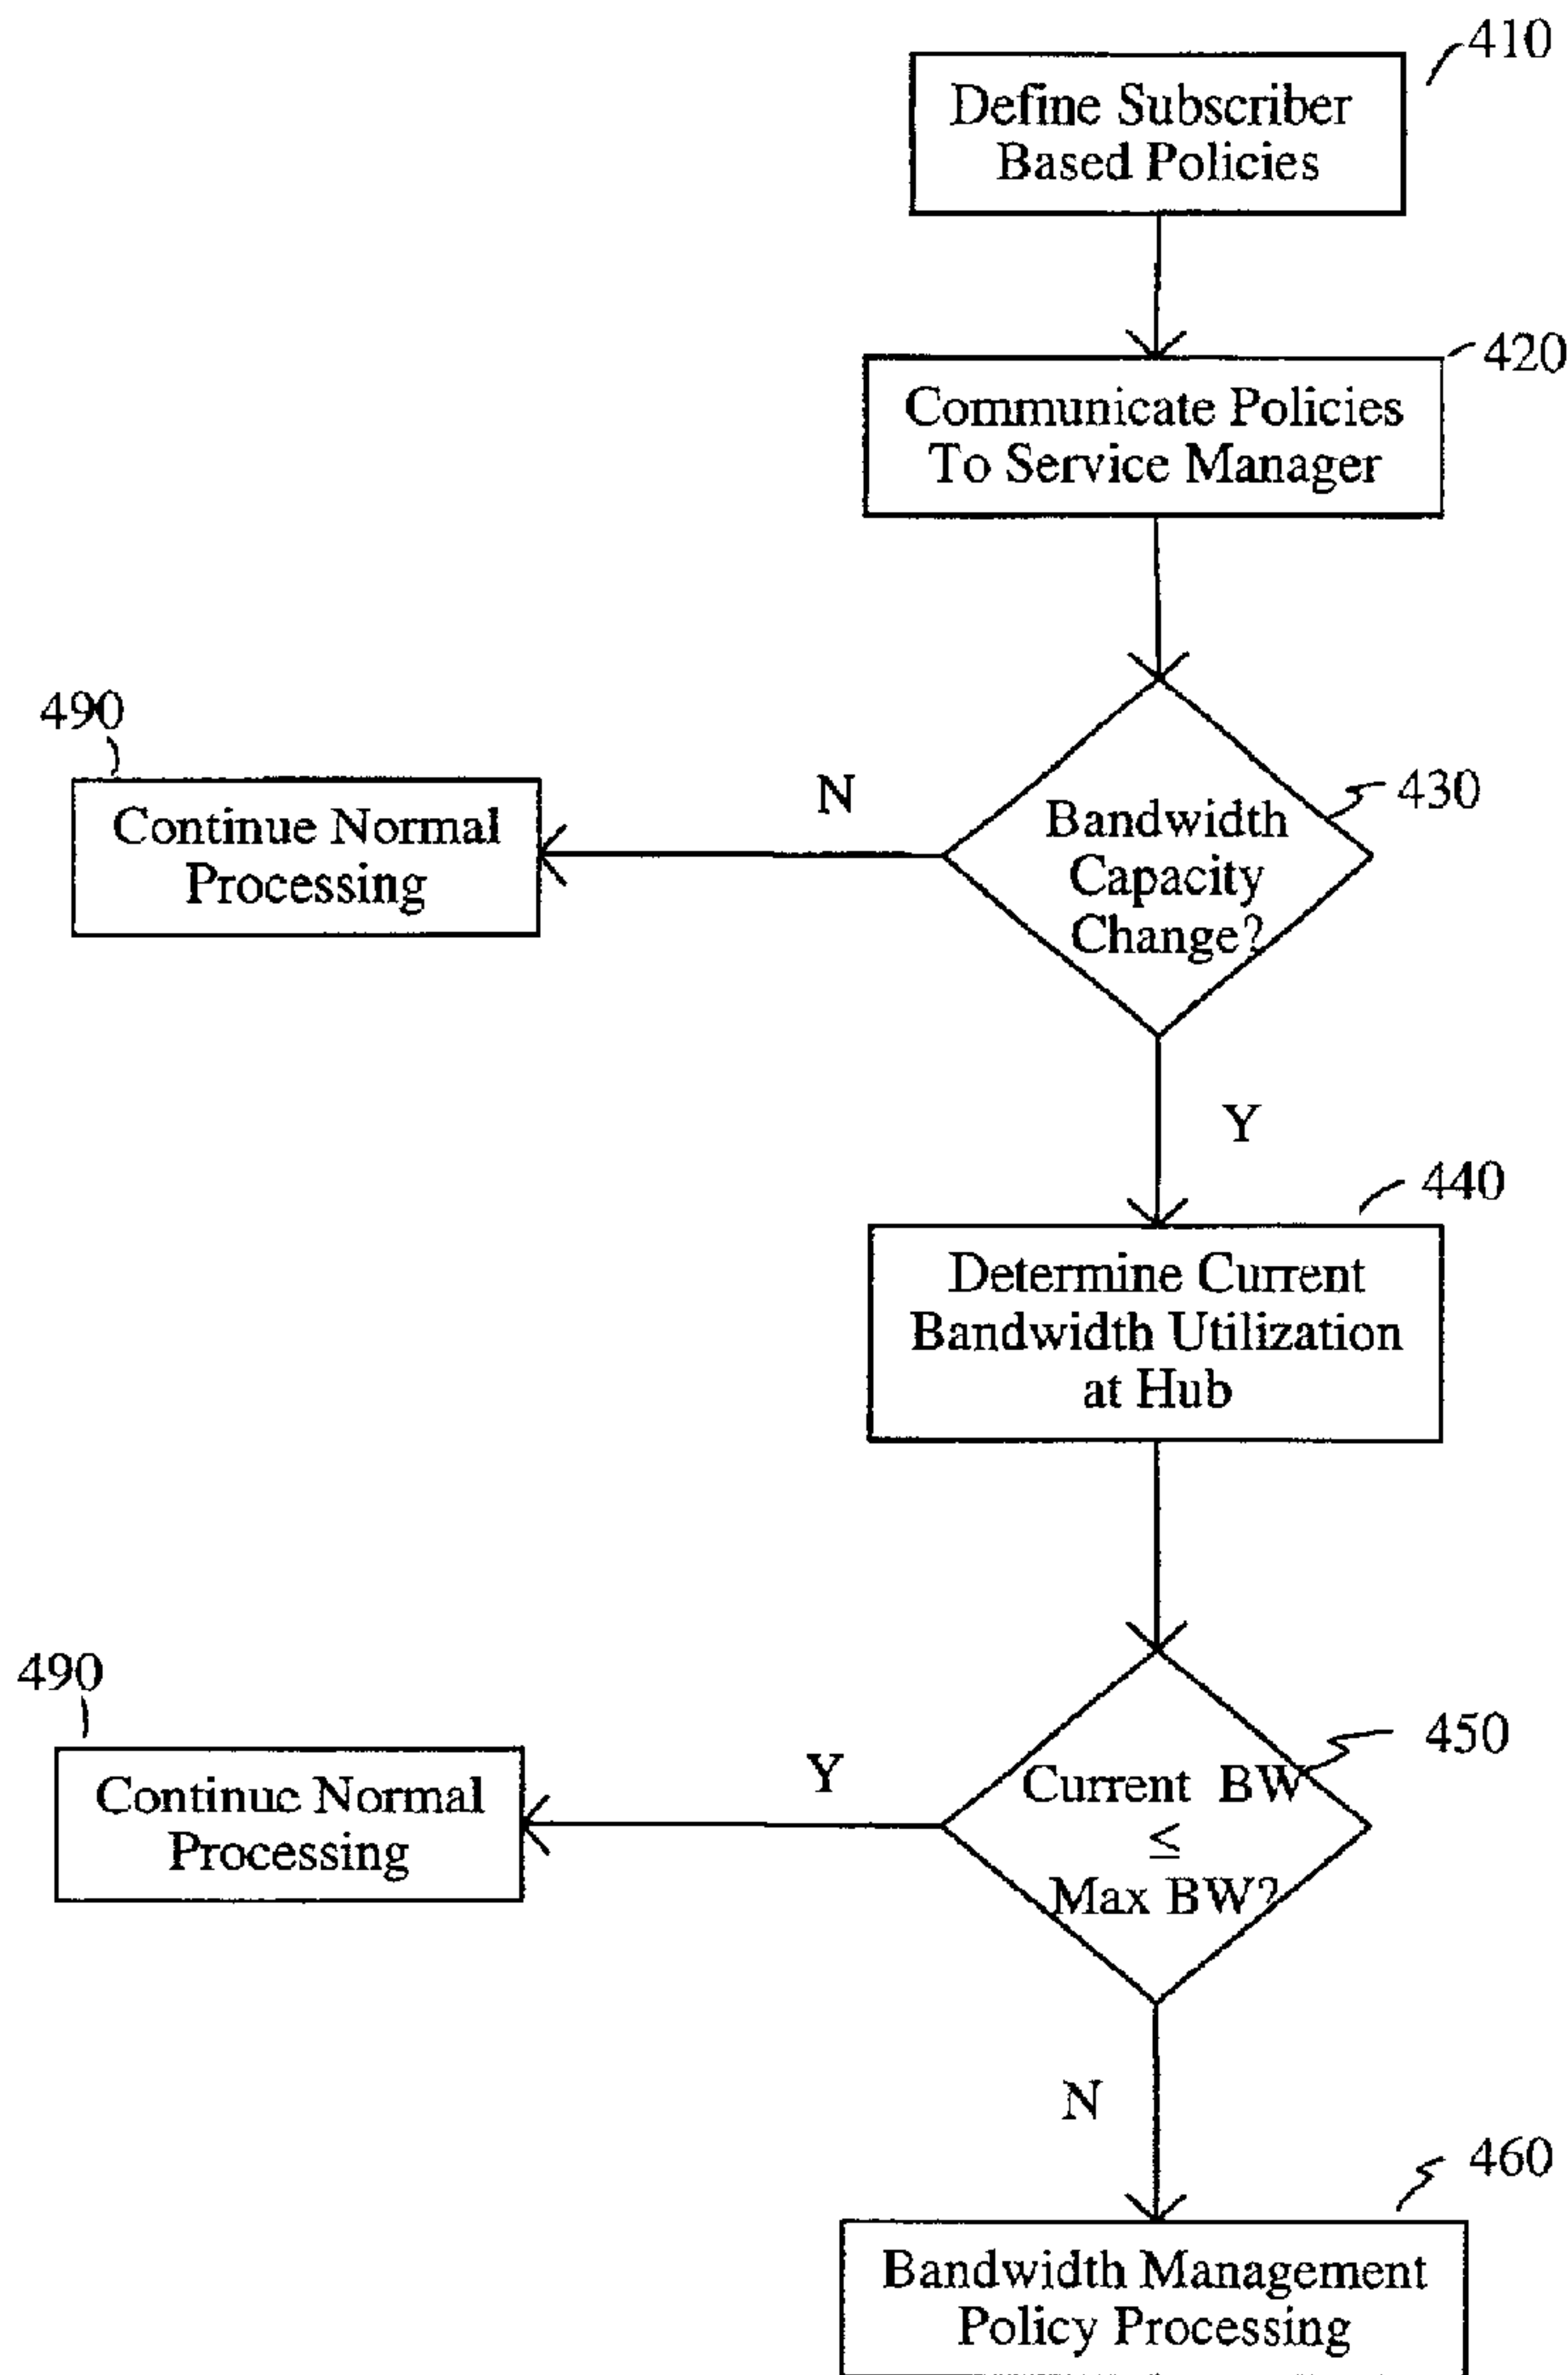 410
Define Subscriber
Based Policies
420
Communicate Policies
To Service Manager
490
Continue Normal
Processing
N
430
Bandwidth
Capacity
Change?
Y
440
Determine Current
Bandwidth Utilization
at Hub
490
Continue Normal
Processing
Y
450
Current BW
≤
Max BW?
N
460
Bandwidth Management
Policy Processing